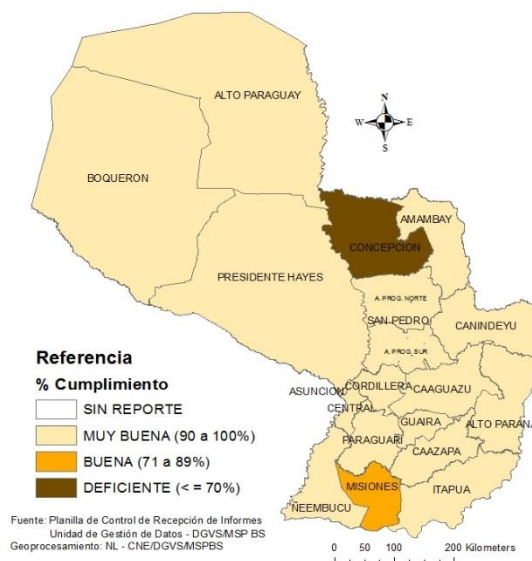 ALTO PARAGUAY
N
W E
S
BOQUERON
AMAMBAY
CONCEPCION
PRESIDENTE HAYES
A. PROG. NORTE
SAN PEDRO
CANINDEYU
A. PROG. SUR
Referencia
% Cumplimiento
SIN REPORTE
MUY BUENA (90 a 100%)
BUENA (71 a 89%)
DEFICIENTE (< = 70%)
ASUNCION
CORDILLERA
CAAGUAZU
CENTRAL
ALTO PARANA
GUAIRA
PARAGUARI
CAAZAPA
MISIONES
ITAPUA
ÑEEMBUCU
Fuente: Planilla de Control de Recepción de Informes
Unidad de Gestión de Datos - DGVS/MSP BS
Geoprocesamiento: NL - CNE/DGVS/MSPBS
0 50 100 200 Kilometers